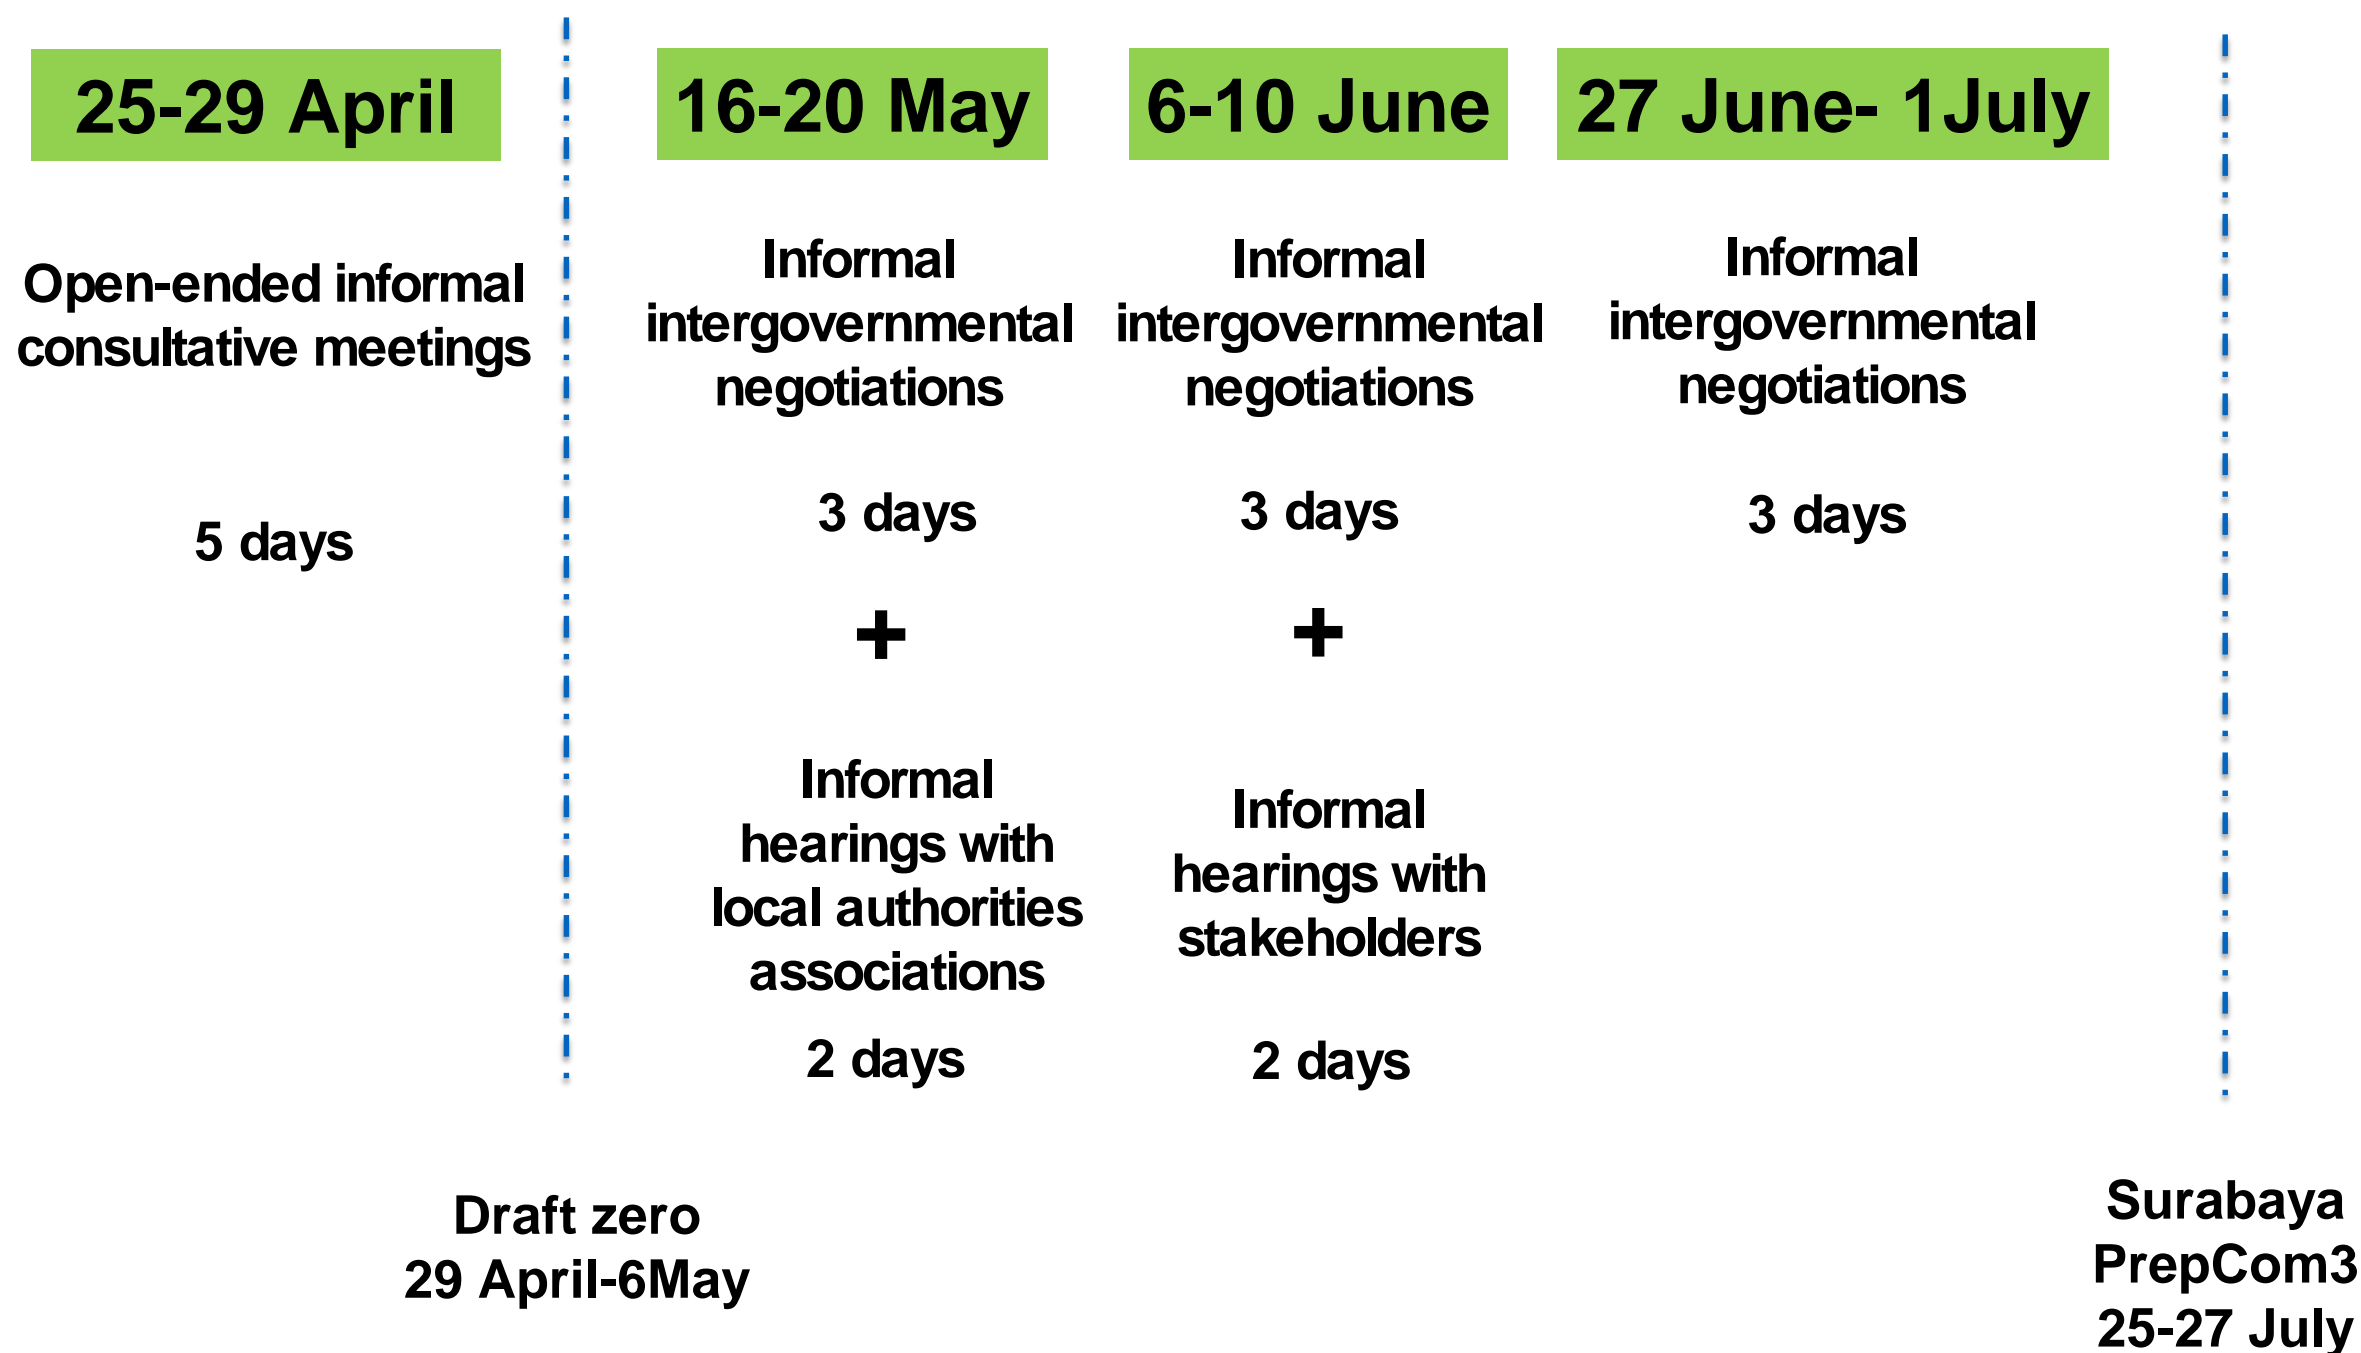 25-29 April
Open-ended informal
consultative meetings
5 days
16-20 May
Informal
intergovernmental
negotiations
3 days
+
Informal
hearings with
local authorities
associations
2 days
6-10 June
Informal
intergovernmental
negotiations
3 days
+
Informal
hearings with
stakeholders
2 days
27 June- 1July
Informal
intergovernmental
negotiations
3 days
Draft zero
29 April-6May
Surabaya
PrepCom3
25-27 July